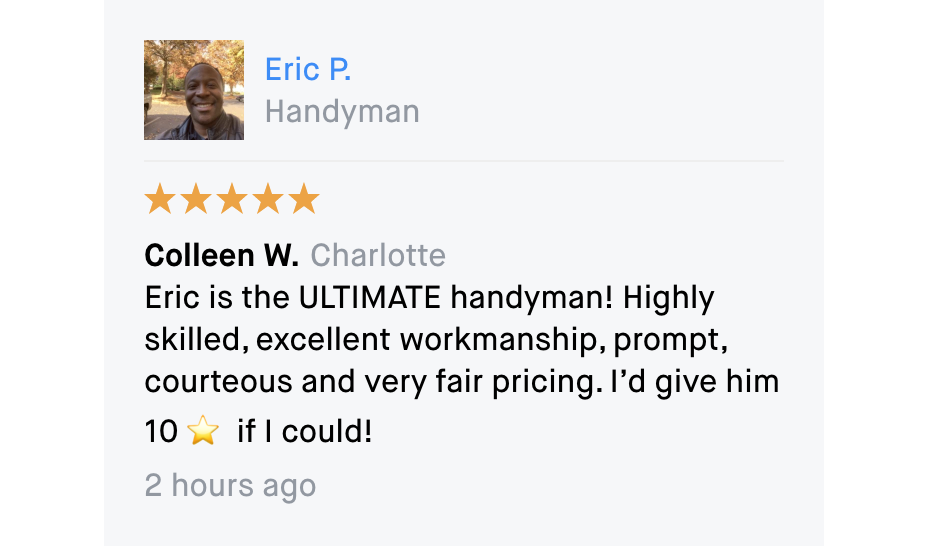 Eric P.
Handyman
Colleen W. Charlotte
Eric is the ULTIMATE handyman! Highly
skilled, excellent workmanship, prompt,
courteous and very fair pricing. I’d give him
10 ⭐ if I could!
2 hours ago